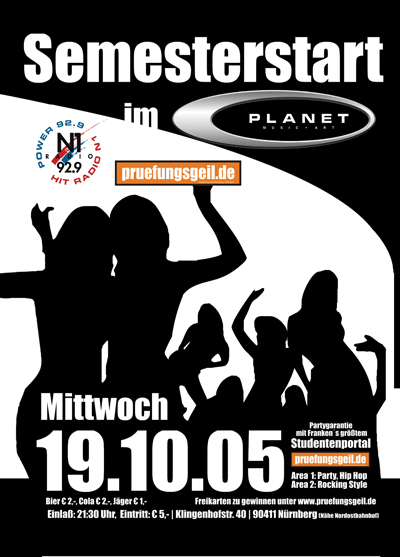 Semesterstart
im
PLANET
MUSIC • ART
POWER 92.9
N1
RADIO
92.9
HIT RADIO N1
pruefungsgeil.de
Mittwoch
19.10.05
Partygarantie
mit Franken´s größtem
Studentenportal
pruefungsgeil.de
Area 1: Party, Hip Hop
Area 2: Rocking Style
Bier € 2,-, Cola € 2,-, Jäger € 1,-
Freikarten zu gewinnen unter www.pruefungsgeil.de
Einlaß: 21:30 Uhr, Eintritt: € 5,- | Klingenhofstr. 40 | 90411 Nürnberg (Nähe Nordostbahnhof)